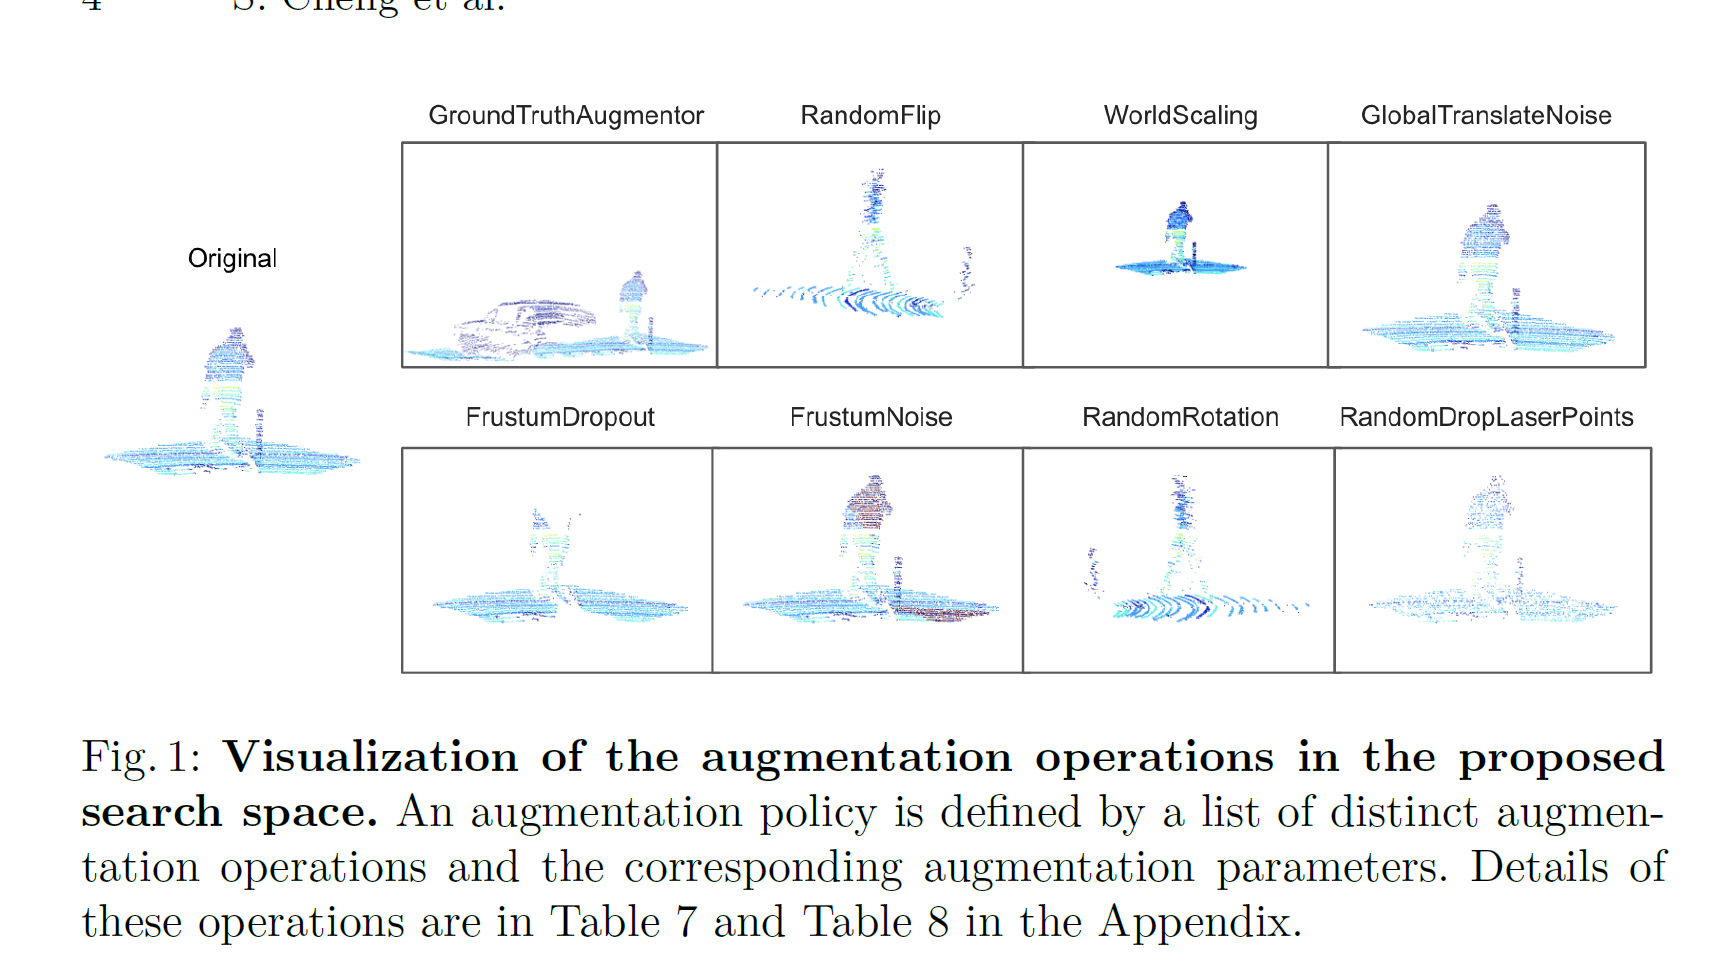 4 S. Cheng et al.
GroundTruthAugmentor RandomFlip WorldScaling GlobalTranslateNoise
Original
FrustumDropout FrustumNoise RandomRotation RandomDropLaserPoints
Fig. 1: Visualization of the augmentation operations in the proposed
search space. An augmentation policy is defined by a list of distinct augmen-
tation operations and the corresponding augmentation parameters. Details of
these operations are in Table 7 and Table 8 in the Appendix.